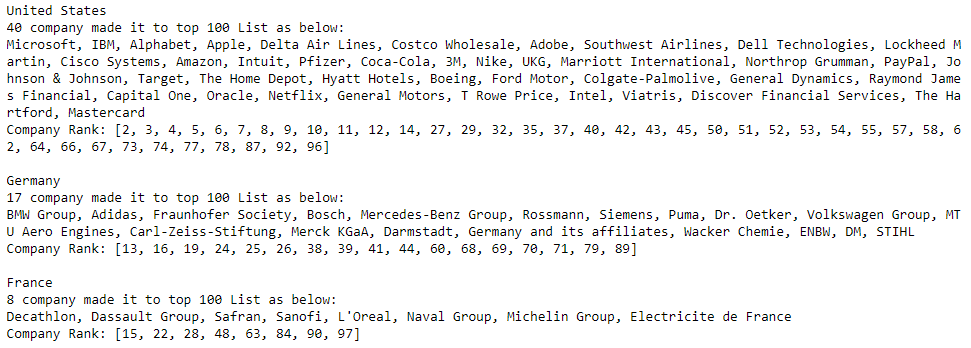 United States
40 company made it to top 100 List as below:
Microsoft, IBM, Alphabet, Apple, Delta Air Lines, Costco Wholesale, Adobe, Southwest Airlines, Dell Technologies, Lockheed M
artin, Cisco Systems, Amazon, Intuit, Pfizer, Coca-Cola, 3M, Nike, UKG, Marriott International, Northrop Grumman, PayPal, Jo
hnson & Johnson, Target, The Home Depot, Hyatt Hotels, Boeing, Ford Motor, Colgate-Palmolive, General Dynamics, Raymond Jame
s Financial, Capital One, Oracle, Netflix, General Motors, T Rowe Price, Intel, Viatris, Discover Financial Services, The Ha
rtford, Mastercard
Company Rank: [2, 3, 4, 5, 6, 7, 8, 9, 10, 11, 12, 14, 27, 29, 32, 35, 37, 40, 42, 43, 45, 50, 51, 52, 53, 54, 55, 57, 58, 6
2, 64, 66, 67, 73, 74, 77, 78, 87, 92, 96]
Germany
17 company made it to top 100 List as below:
BMW Group, Adidas, Fraunhofer Society, Bosch, Mercedes-Benz Group, Rossmann, Siemens, Puma, Dr. Oetker, Volkswagen Group, MT
U Aero Engines, Carl-Zeiss-Stiftung, Merck KGaA, Darmstadt, Germany and its affiliates, Wacker Chemie, ENBW, DM, STIHL
Company Rank: [13, 16, 19, 24, 25, 26, 38, 39, 41, 44, 60, 68, 69, 70, 71, 79, 89]
France
8 company made it to top 100 List as below:
Decathlon, Dassault Group, Safran, Sanofi, L'Oreal, Naval Group, Michelin Group, Electricite de France
Company Rank: [15, 22, 28, 48, 63, 84, 90, 97]